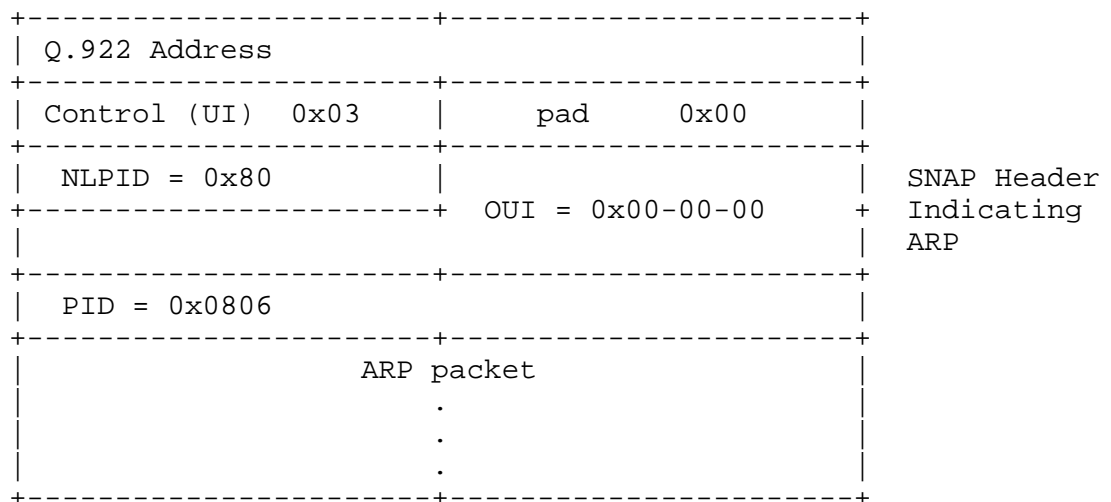 +-----------------------+-----------------------+
| Q.922 Address                                 |
+-----------------------+-----------------------+
| Control (UI)  0x03    |     pad     0x00      |
+-----------------------+-----------------------+
|  NLPID = 0x80         |                       |  SNAP Header
+-----------------------+  OUI = 0x00-00-00     +  Indicating
|                                               |  ARP
+-----------------------+-----------------------+
|  PID = 0x0806                                 |
+-----------------------+-----------------------+
|                   ARP packet                  |
|                       .                       |
|                       .                       |
|                       .                       |
+-----------------------+-----------------------+